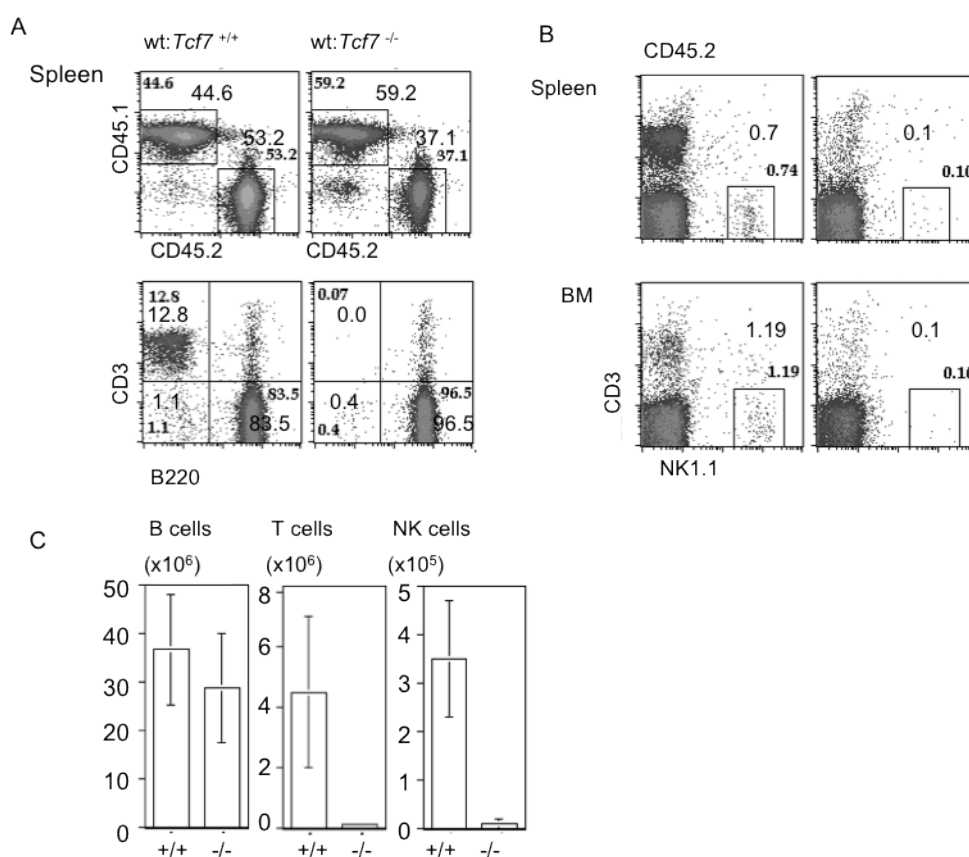 A
wt:Tcf7 +/+
wt:Tcf7 -/-
Spleen
CD45.1
44.6
44.6
53.2
53.2
59.2
59.2
37.1
37.1
CD45.2
CD45.2
CD3
12.8
12.8
1.1
1.1
83.5
83.5
0.07
0.0
0.4
0.4
96.5
96.5
B220
B
CD45.2
Spleen
0.7
0.74
0.1
0.10
BM
CD3
1.19
1.19
0.1
0.10
NK1.1
C
B cells
(x10⁶)
50
40
30
20
10
0
+/+
-/-
T cells
(x10⁶)
8
6
4
2
0
+/+
-/-
NK cells
(x10⁵)
5
4
3
2
1
0
+/+
-/-